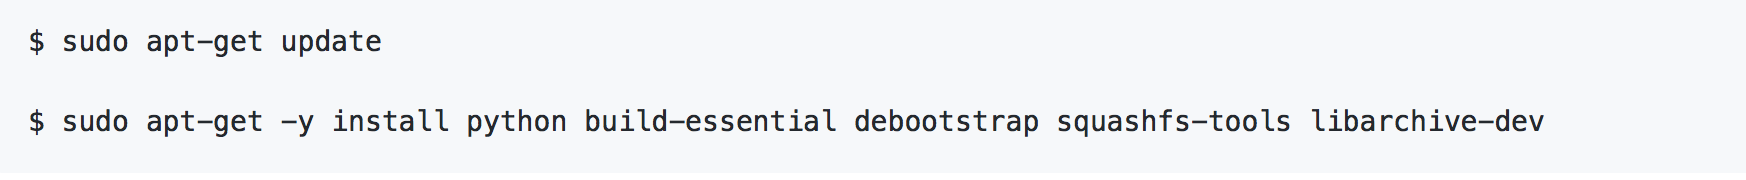 $ sudo apt-get update
$ sudo apt-get -y install python build-essential debootstrap squashfs-tools libarchive-dev